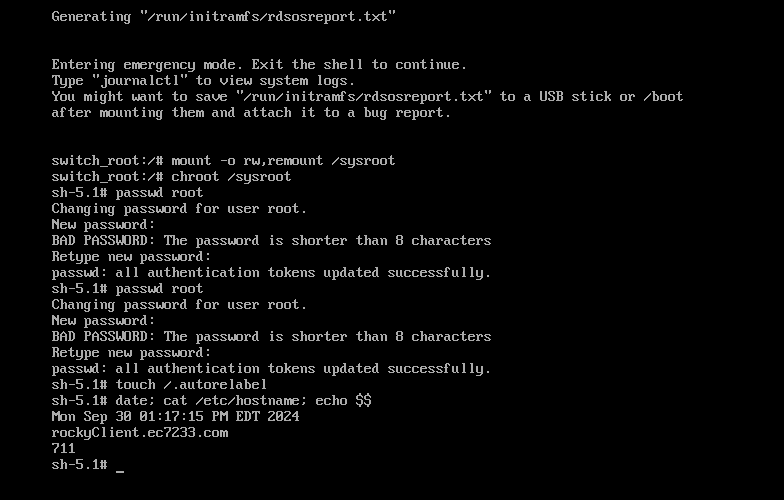 Generating "/run/initramfs/rdsosreport.txt"
Entering emergency mode. Exit the shell to continue.
Type "journalctl" to view system logs.
You might want to save "/run/initramfs/rdsosreport.txt" to a USB stick or /boot
after mounting them and attach it to a bug report.
switch_root:/# mount -o rw,remount /sysroot
switch_root:/# chroot /sysroot
sh-5.1# passwd root
Changing password for user root.
New password:
BAD PASSWORD: The password is shorter than 8 characters
Retype new password:
passwd: all authentication tokens updated successfully.
sh-5.1# passwd root
Changing password for user root.
New password:
BAD PASSWORD: The password is shorter than 8 characters
Retype new password:
passwd: all authentication tokens updated successfully.
sh-5.1# touch /.autorelabel
sh-5.1# date; cat /etc/hostname; echo $$
Mon Sep 30 01:17:15 PM EDT 2024
rockyClient.ec7233.com
711
sh-5.1# _